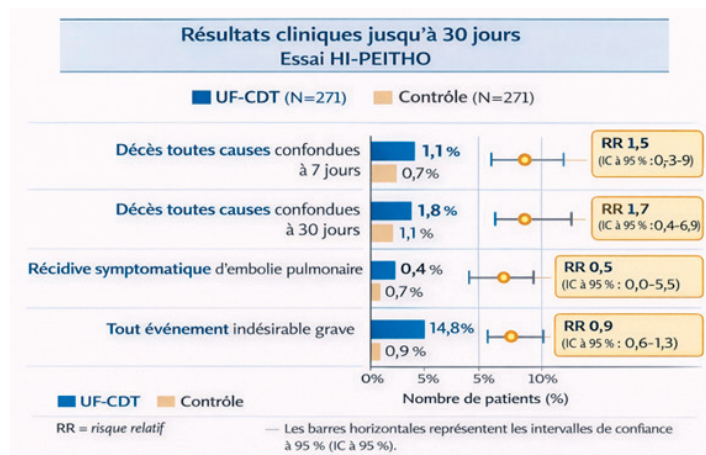 Résultats cliniques jusqu'à 30 jours
Essai HI-PEITHO
UF-CDT (N=271) Contrôle (N=271)
Décès toutes causes confondues
à 7 jours
1,1 %
0,7 %
RR 1,5
(IC à 95 % :0,-3-9)
Décès toutes causes confondues
à 30 jours
1,8 %
1,1 %
RR 1,7
(IC à 95 % :0,4-6,9)
Récidive symptomatique d'embolie pulmonaire
0,4 %
0,7 %
RR 0,5
(IC à 95 % : 0,0–5,5)
Tout événement indésirable grave
14,8%
0,9 %
RR 0,9
(IC à 95 % : 0,6–1,3)
0% 5% 5% 10%
UF-CDT Contrôle
Nombre de patients (%)
RR = risque relatif
— Les barres horizontales représentent les intervalles de confiance
à 95 % (IC à 95 %).